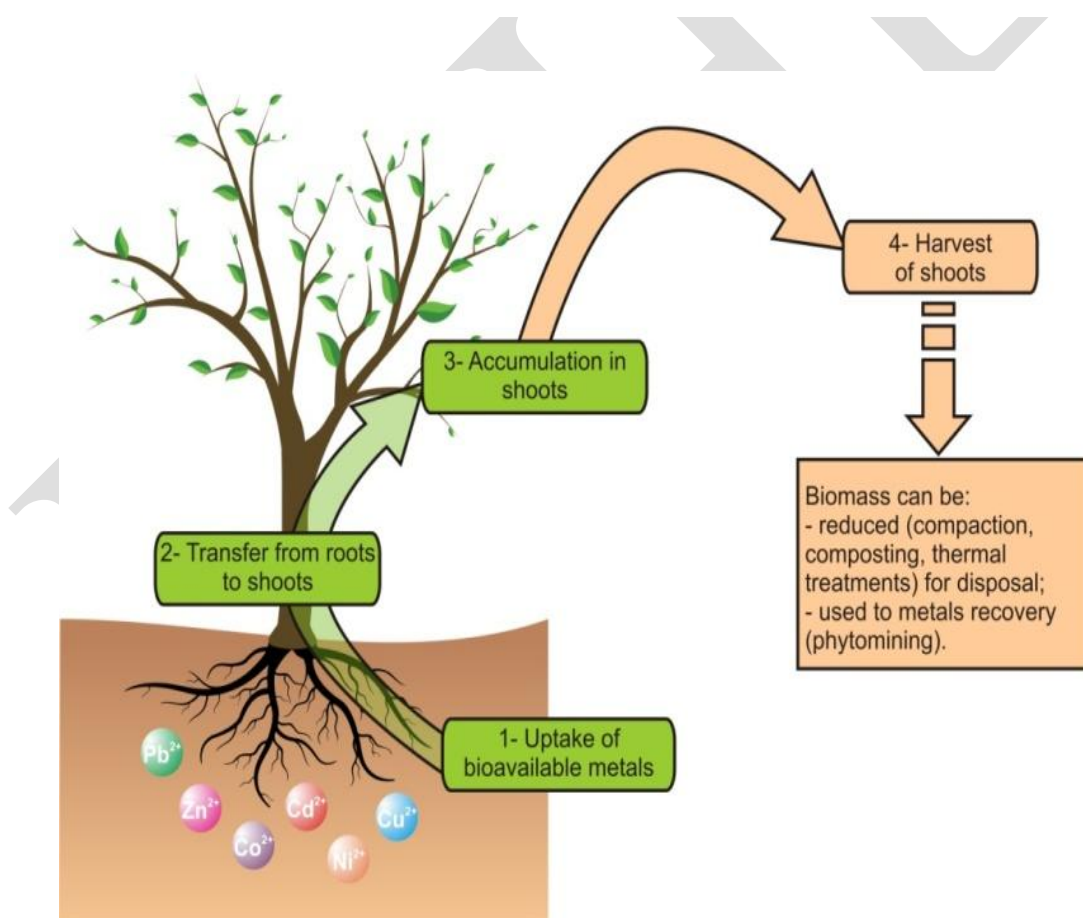 4- Harvest
of shoots
3- Accumulation in
shoots
Biomass can be:
- reduced (compaction,
composting, thermal
treatments) for disposal;
- used to metals recovery
(phytomining).
2- Transfer from roots
to shoots
1- Uptake of
bioavailable metals
Pb²⁺
Zn²⁺
Cd²⁺
Cu²⁺
Co²⁺
Ni²⁺